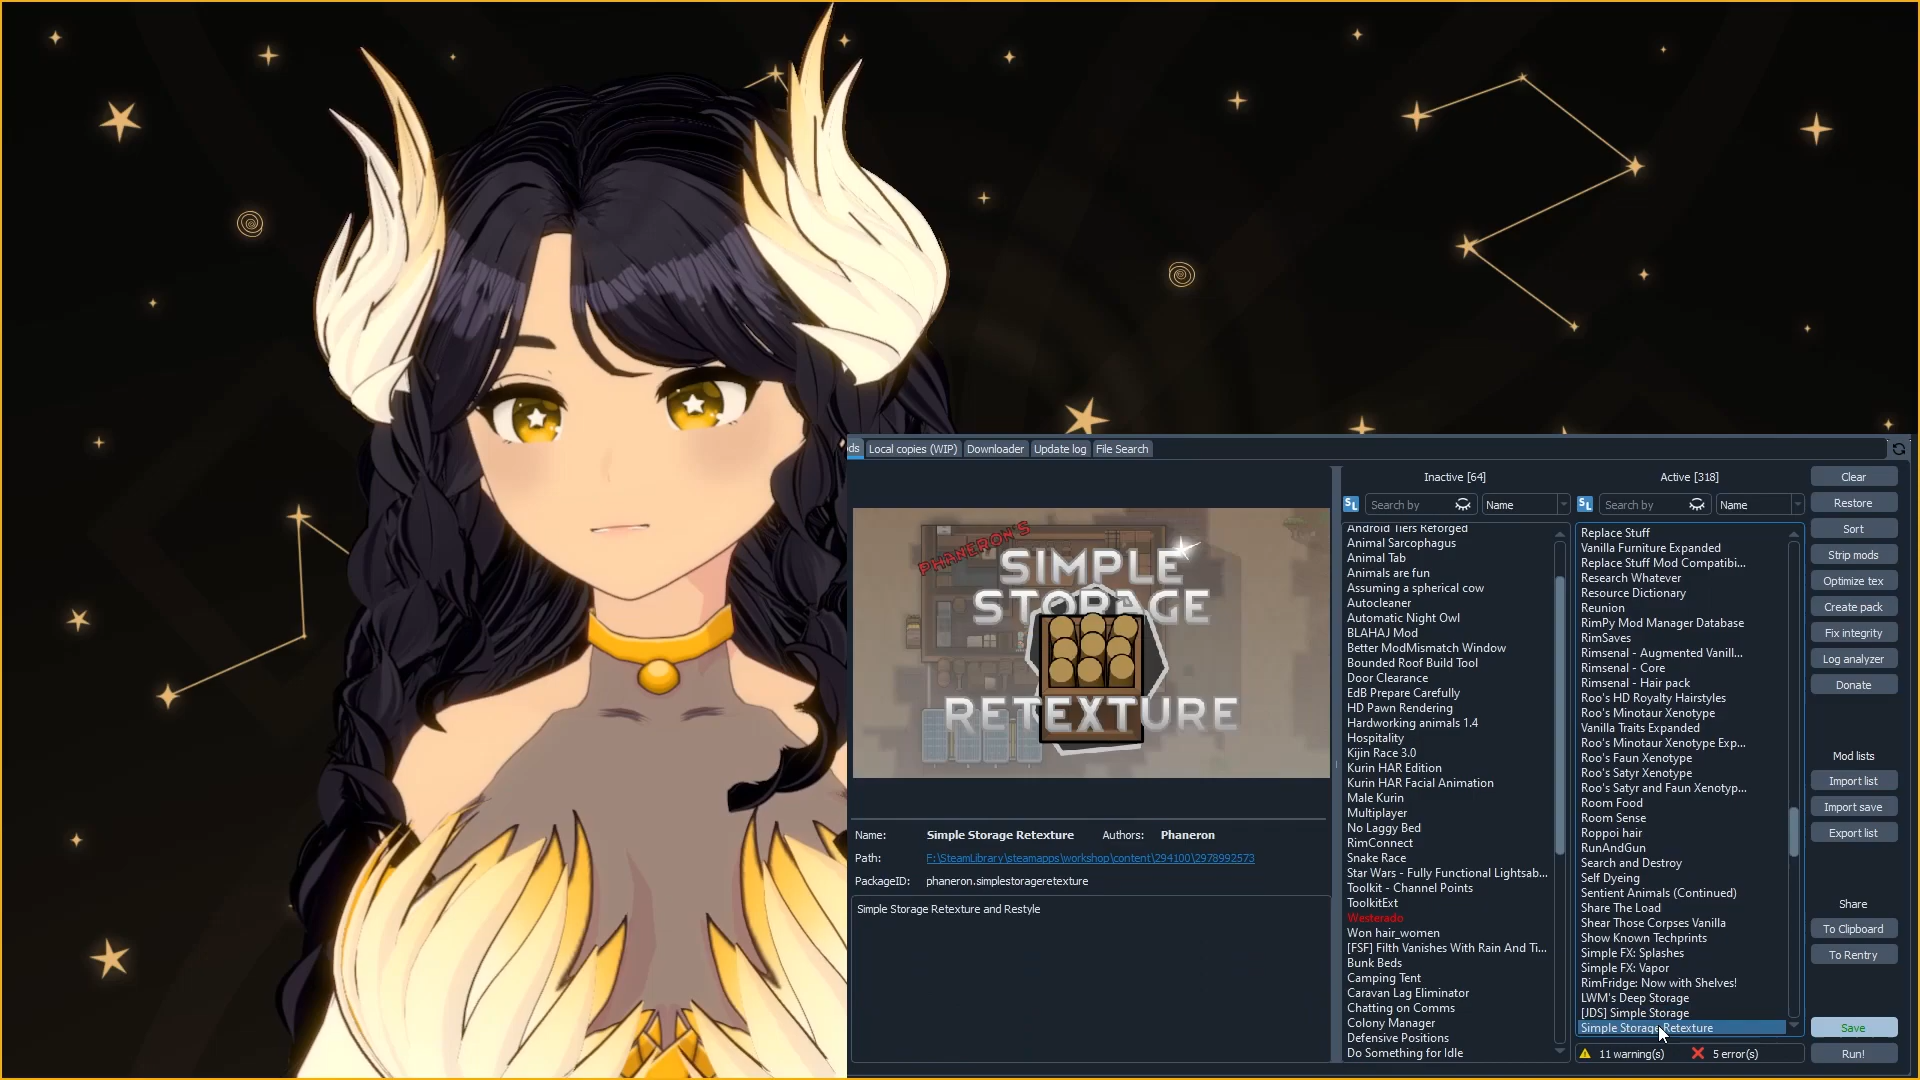 ds
Local copies (WIP)
Downloader
Update log
File Search
PHANERON'S
SIMPLE
STORAGE
RETEXTURE
Name: Simple Storage Retexture Authors: Phaneron
Path: F:\SteamLibrary\steamapps\workshop\content\294100\2978992573
PackageID: phaneron.simplestorageretexture
Simple Storage Retexture and Restyle
Inactive [64]
SL Search by Name
Android Tiers Reforged
Animal Sarcophagus
Animal Tab
Animals are fun
Assuming a spherical cow
Autocleaner
Automatic Night Owl
BLAHAJ Mod
Better ModMismatch Window
Bounded Roof Build Tool
Door Clearance
EdB Prepare Carefully
HD Pawn Rendering
Hardworking animals 1.4
Hospitality
Kijin Race 3.0
Kurin HAR Edition
Kurin HAR Facial Animation
Male Kurin
Multiplayer
No Laggy Bed
RimConnect
Snake Race
Star Wars - Fully Functional Lightsab...
Toolkit - Channel Points
ToolkitExt
Westerado
Won hair_women
[FSF] Filth Vanishes With Rain And Ti...
Bunk Beds
Camping Tent
Caravan Lag Eliminator
Chatting on Comms
Colony Manager
Defensive Positions
Do Something for Idle
Active [318]
SL Search by Name
Replace Stuff
Vanilla Furniture Expanded
Replace Stuff Mod Compatibi...
Research Whatever
Resource Dictionary
Reunion
RimPy Mod Manager Database
RimSaves
Rimsenal - Augmented Vanill...
Rimsenal - Core
Rimsenal - Hair pack
Roo's HD Royalty Hairstyles
Roo's Minotaur Xenotype
Vanilla Traits Expanded
Roo's Minotaur Xenotype Exp...
Roo's Faun Xenotype
Roo's Satyr Xenotype
Roo's Satyr and Faun Xenotyp...
Room Food
Room Sense
Roppoi hair
RunAndGun
Search and Destroy
Self Dyeing
Sentient Animals (Continued)
Share The Load
Shear Those Corpses Vanilla
Show Known Techprints
Simple FX: Splashes
Simple FX: Vapor
RimFridge: Now with Shelves!
LWM's Deep Storage
[JDS] Simple Storage
Simple Storage Retexture
11 warning(s) 5 error(s)
Clear
Restore
Sort
Strip mods
Optimize tex
Create pack
Fix integrity
Log analyzer
Donate
Mod lists
Import list
Import save
Export list
Share
To Clipboard
To Rentry
Save
Run!